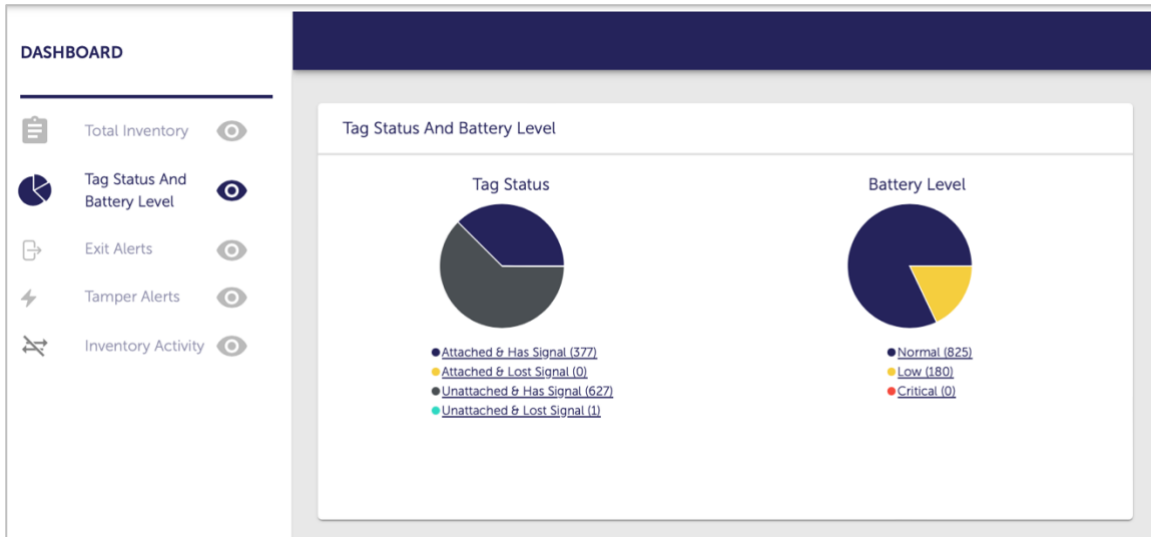 DASHBOARD
Total Inventory
Tag Status And
Battery Level
Exit Alerts
Tamper Alerts
Inventory Activity
Tag Status And Battery Level
Tag Status
Attached & Has Signal (377)
Attached & Lost Signal (0)
Unattached & Has Signal (627)
Unattached & Lost Signal (1)
Battery Level
Normal (825)
Low (180)
Critical (0)